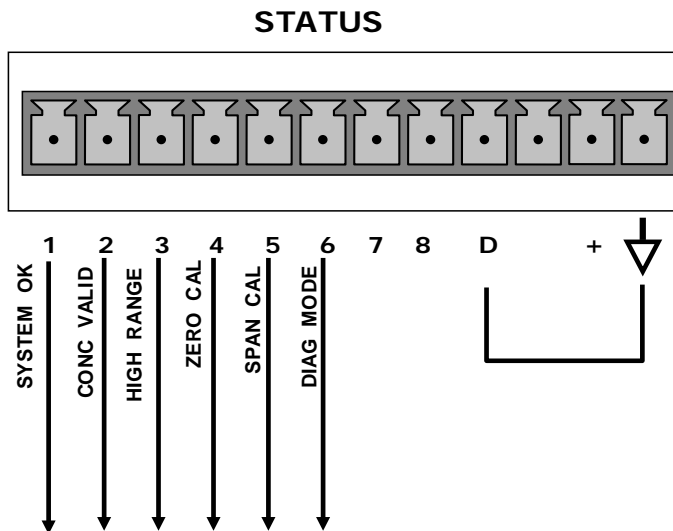 STATUS
1 2 3 4 5 6 7 8 D +
SYSTEM OK
CONC VALID
HIGH RANGE
ZERO CAL
SPAN CAL
DIAG MODE